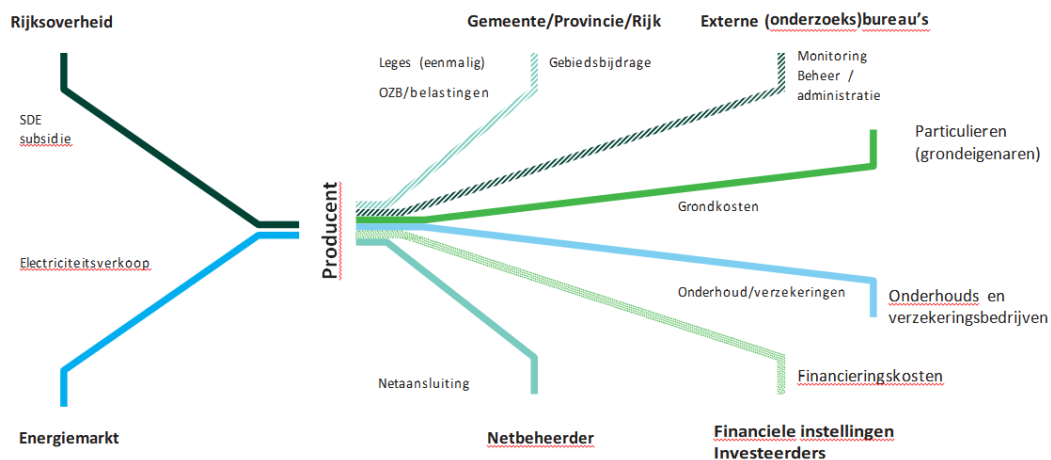 Rijksoverheid
Gemeente/Provincie/Rijk
Externe (onderzoeks)bureau's
SDE
subsidie
Leges (eenmalig)
OZB/belastingen
Gebiedsbijdrage
Monitoring
Beheer /
administratie
Particulieren
(grondeigenaren)
Producent
Grondkosten
Electriciteitsverkoop
Onderhoud/verzekeringen
Onderhouds en
verzekeringsbedrijven
Netaansluiting
Financieringskosten
Energiemarkt
Netbeheerder
Financiele instellingen
Investeerders